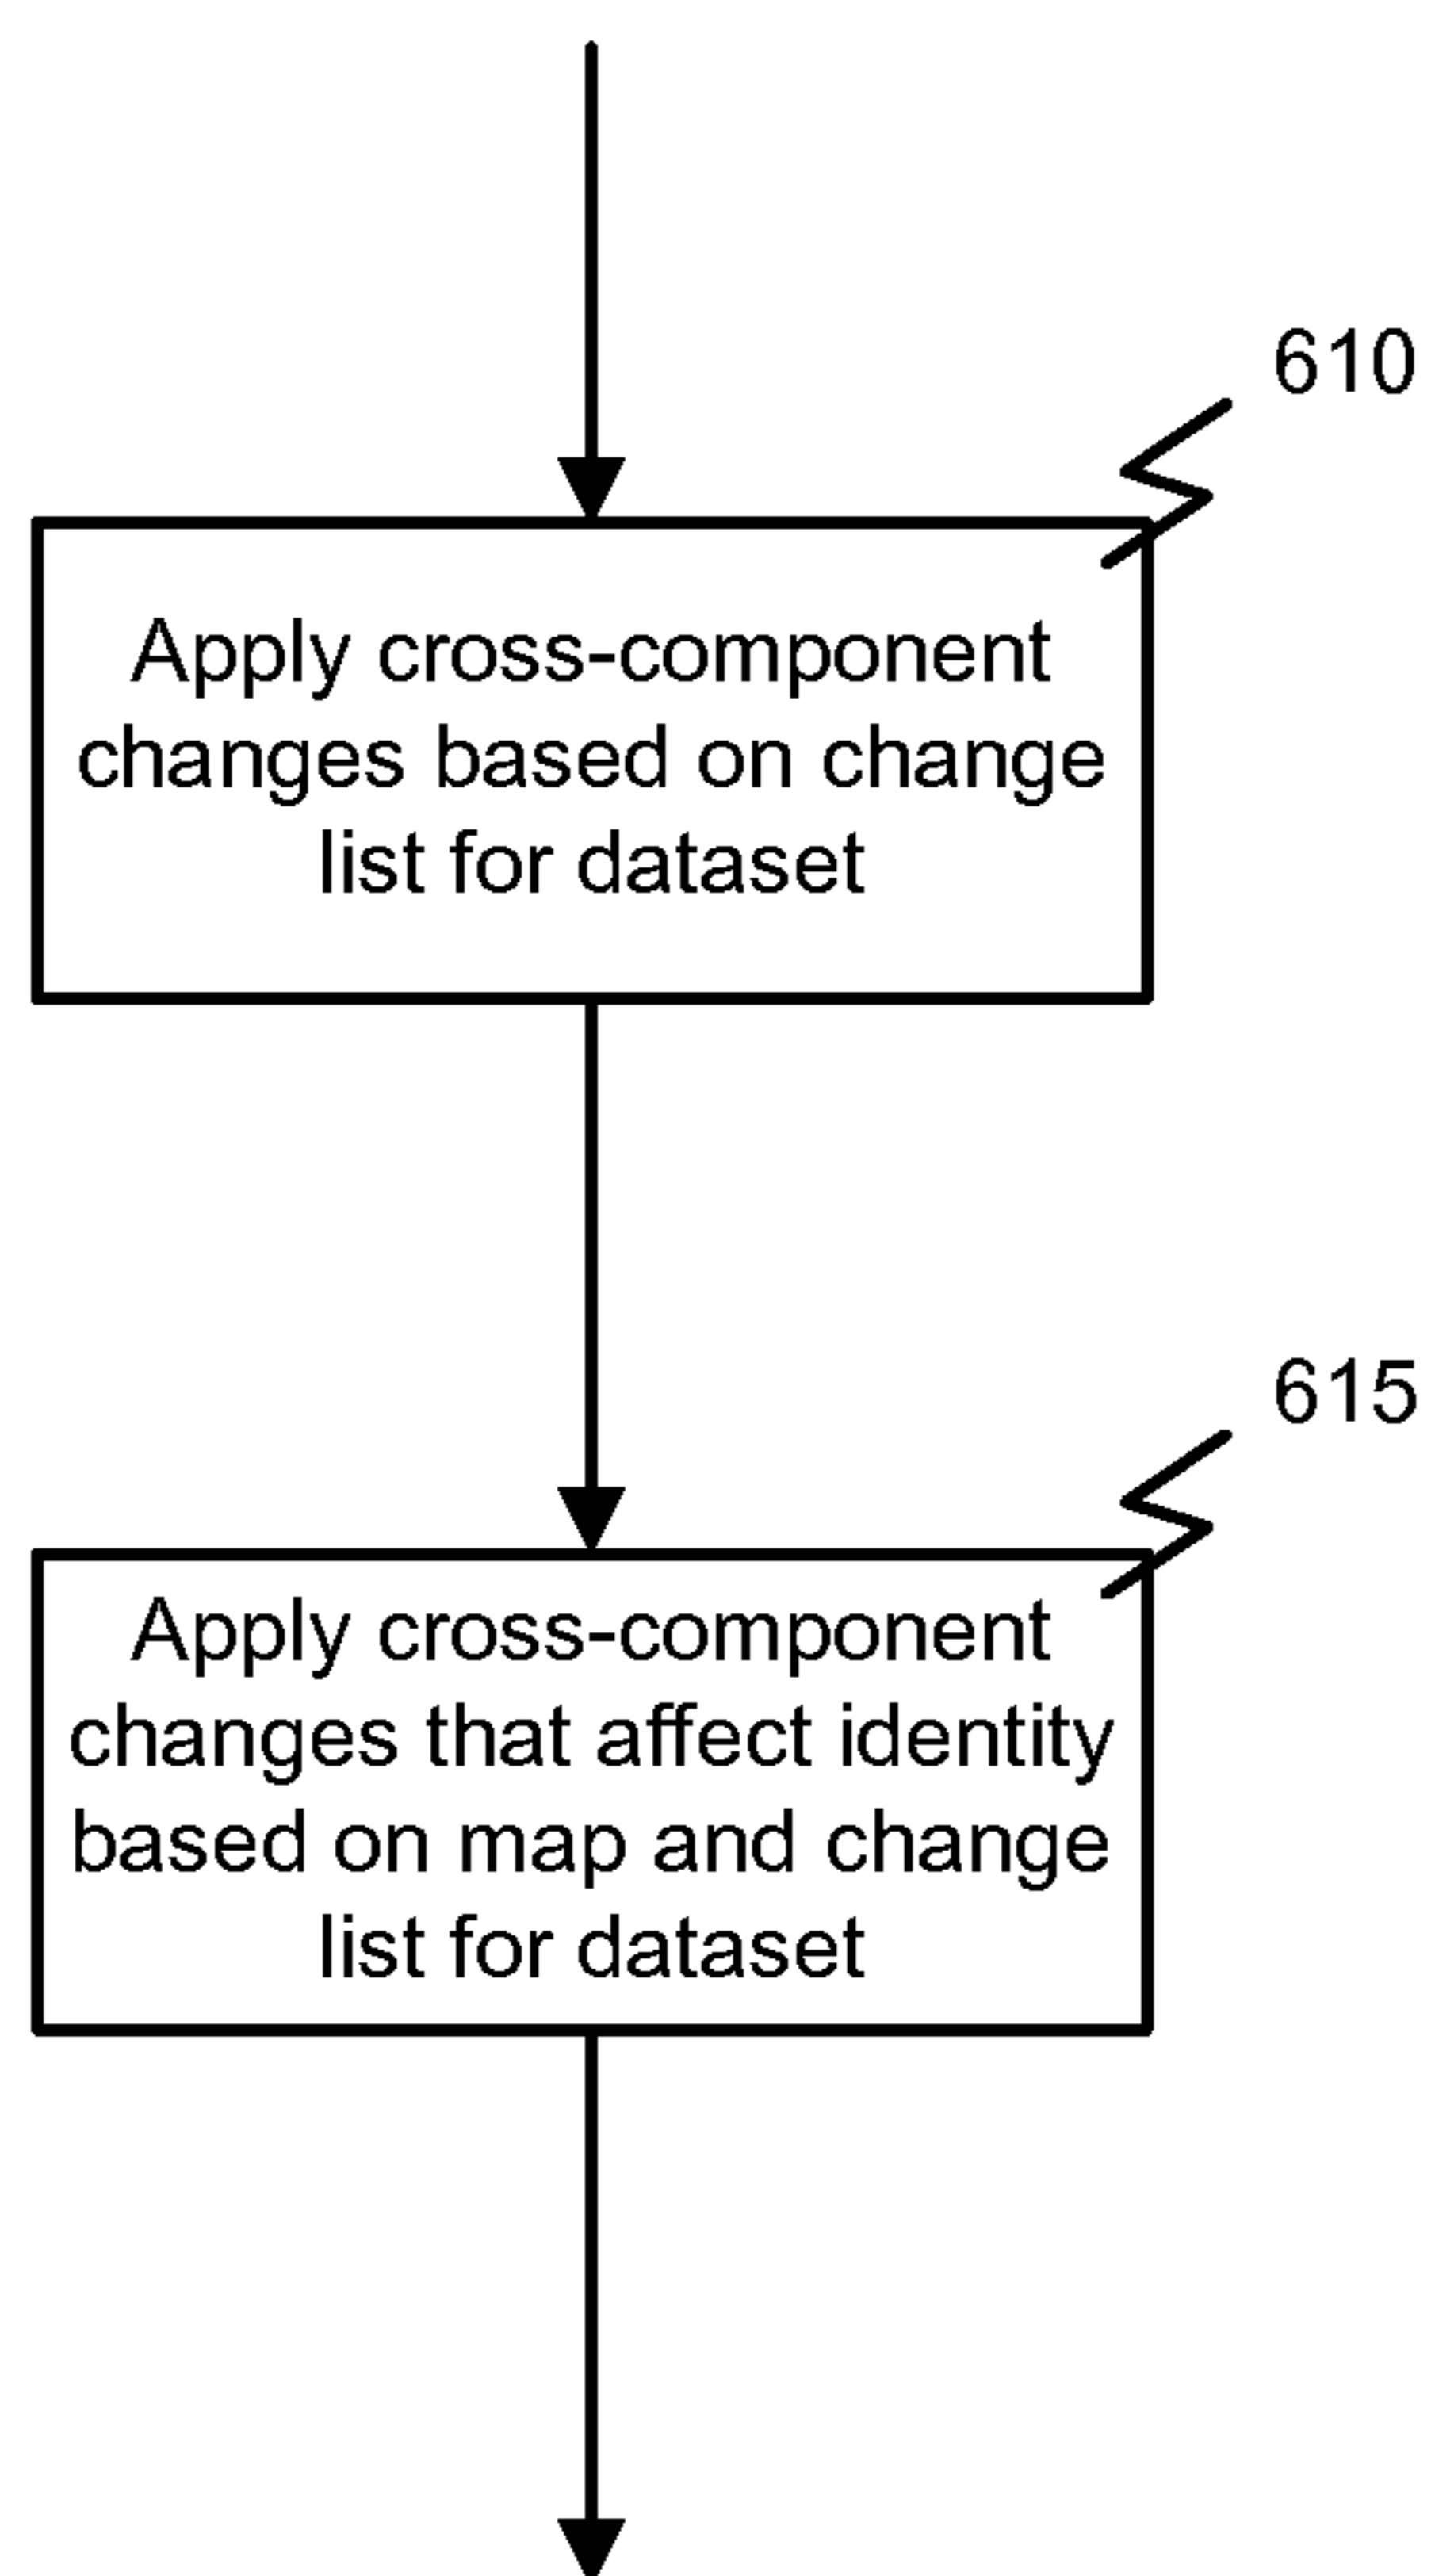 610
Apply cross-component
changes based on change
list for dataset
615
Apply cross-component
changes that affect identity
based on map and change
list for dataset